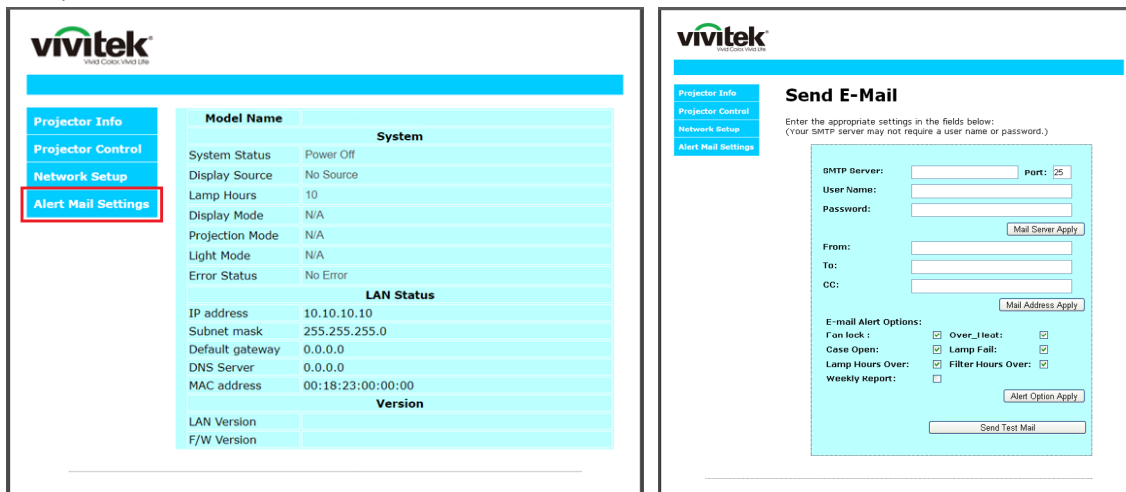 vivitek
Vivid Color, Vivid Life
Projector Info
Projector Control
Network Setup
Alert Mail Settings
Model Name
System
System Status Power Off
Display Source No Source
Lamp Hours 10
Display Mode N/A
Projection Mode N/A
Light Mode N/A
Error Status No Error
LAN Status
IP address 10.10.10.10
Subnet mask 255.255.255.0
Default gateway 0.0.0.0
DNS Server 0.0.0.0
MAC address 00:18:23:00:00:00
Version
LAN Version
F/W Version
vivitek
Vivid Color, Vivid Life
Projector Info
Projector Control
Network Setup
Alert Mail Settings
Send E-Mail
Enter the appropriate settings in the fields below:
(Your SMTP server may not require a user name or password.)
SMTP Server: Port: 25
User Name:
Password:
Mail Server Apply
From:
To:
CC:
Mail Address Apply
E-mail Alert Options:
Fan lock : Over_Heat:
Case Open: Lamp Fail:
Lamp Hours Over: Filter Hours Over:
Weekly Report:
Alert Option Apply
Send Test Mail